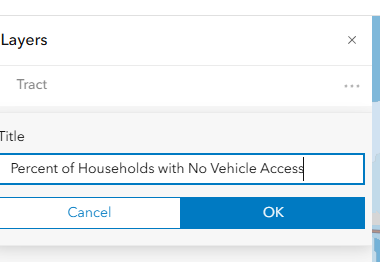 Layers
Tract
Title
Percent of Households with No Vehicle Access
Cancel OK